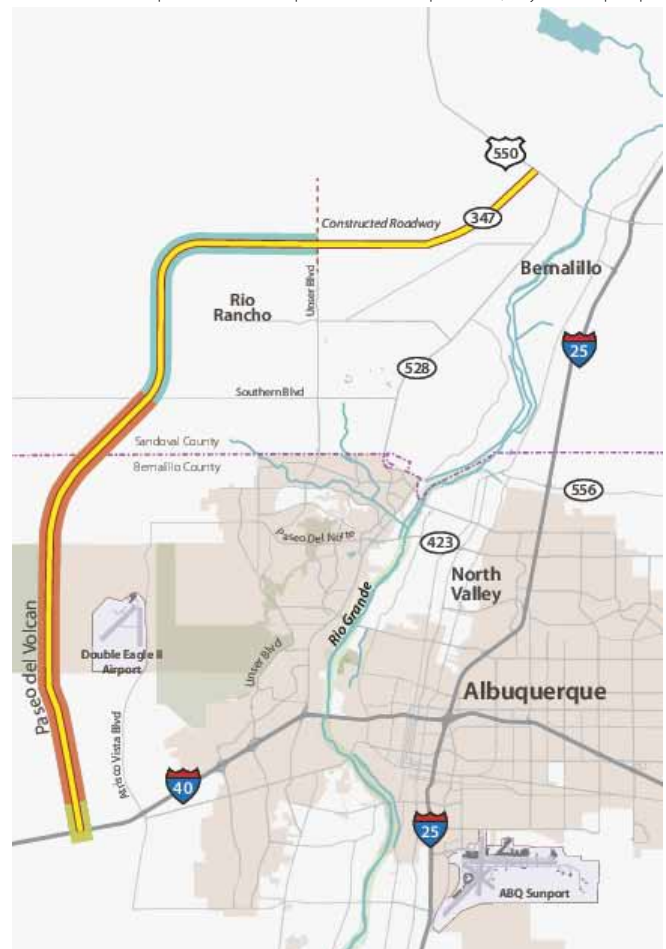 550
Constructed Roadway
347
Bernalillo
Rio
Rancho
Unser Blvd
25
528
Southern Blvd
Sandoval County
Bernalillo County
556
Paseo Del Norte
423
North
Valley
Rio Grande
Paseo del Volcan
Double Eagle II
Airport
Unser Blvd
Albuquerque
Atrisco Vista Blvd
40
25
ABQ Sunport